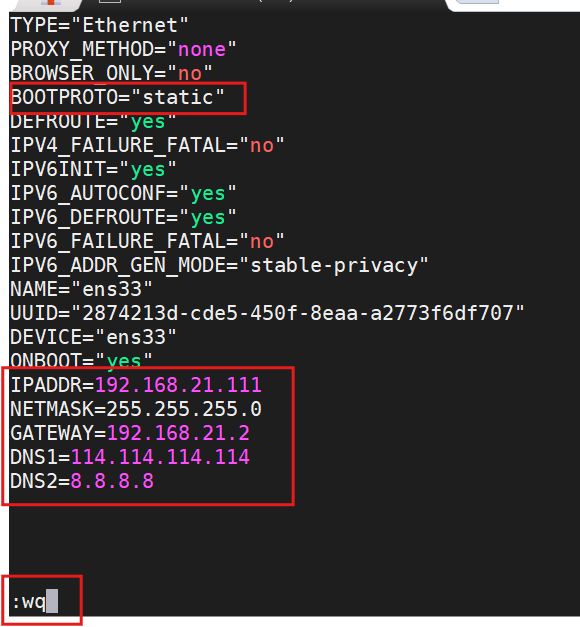 TYPE="Ethernet"
PROXY_METHOD="none"
BROWSER_ONLY="no"
BOOTPROTO="static"
DEFROUTE="yes"
IPV4_FAILURE_FATAL="no"
IPV6INIT="yes"
IPV6_AUTOCONF="yes"
IPV6_DEFROUTE="yes"
IPV6_FAILURE_FATAL="no"
IPV6_ADDR_GEN_MODE="stable-privacy"
NAME="ens33"
UUID="2874213d-cde5-450f-8eaa-a2773f6df707"
DEVICE="ens33"
ONBOOT="yes"
IPADDR=192.168.21.111
NETMASK=255.255.255.0
GATEWAY=192.168.21.2
DNS1=114.114.114.114
DNS2=8.8.8.8
:wq